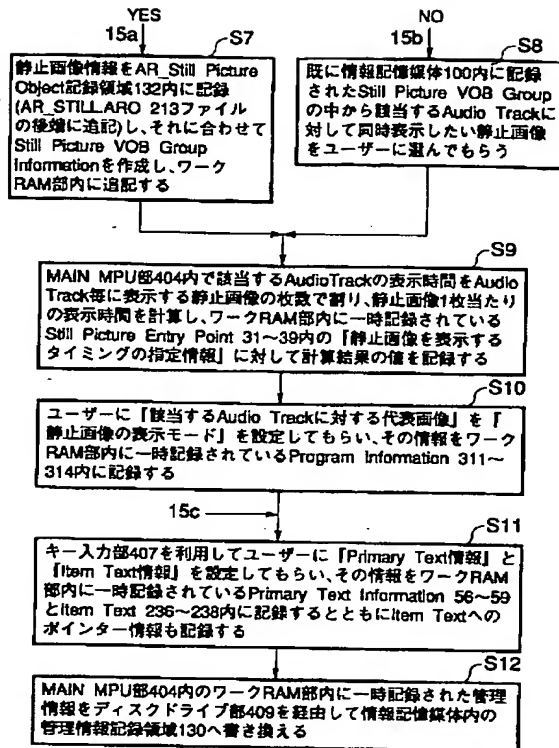 YES
NO
15a
S7
15b
S8
静止画像情報をAR_Still Picture
Object記録領域132内に記録
(AR_STILL.ARO 213ファイル
の後端に追記)し、それに合わせて
Still Picture VOB Group
Informationを作成し、ワーク
RAM部内に追記する
既に情報記憶媒体100内に記録
されたStill Picture VOB Group
の中から該当するAudio Trackに
対して同時表示したい静止画像
をユーザーに選んでもらう
S9
MAIN MPU部404内で該当するAudioTrackの表示時間をAudio
Track毎に表示する静止画像の枚数で割り、静止画像1枚当たり
の表示時間を計算し、ワークRAM部内に一時記録されている
Still Picture Entry Point 31～39内の『静止画像を表示する
タイミングの指定情報』に対して計算結果の値を記録する
S10
ユーザーに『該当するAudio Trackに対する代表画像』を『
静止画像の表示モード』を設定してもらい、その情報をワーク
RAM部内に一時記録されているProgram Information 311～
314内に記録する
15c
S11
キー入力部407を利用してユーザーに『Primary Text情報』と
『Item Text情報』を設定してもらい、その情報をワークRAM
部内に一時記録されているPrimary Text Information 56～59
とItem Text 236～238内に記録するとともにItem Textへの
ポインター情報も記録する
S12
MAIN MPU部404内のワークRAM部内に一時記録された管理
情報をディスクドライブ部409を経由して情報記憶媒体内の
管理情報記録領域130へ書き換える